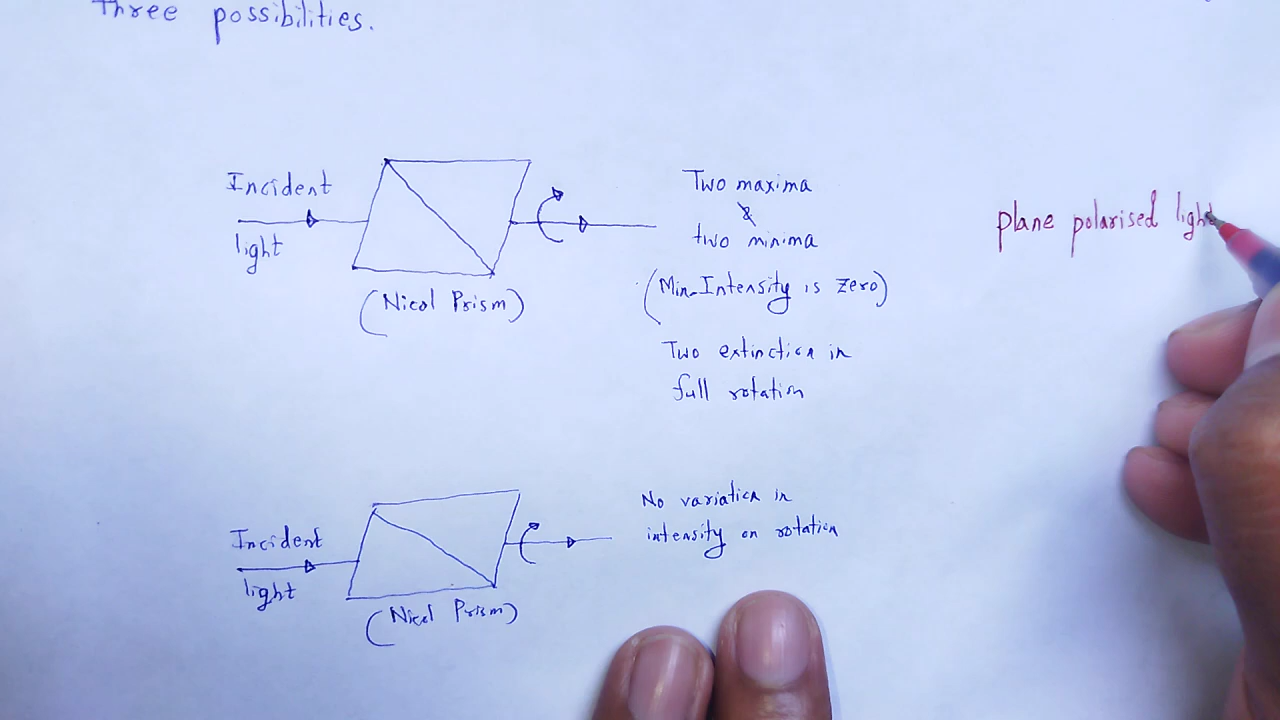 Three possibilities.
Incident
light
(Nicol Prism)
Two maxima
&
two minima
(Min. Intensity is zero)
Two extinction in
full rotation
plane polarised light
Incident
light
(Nicol Prism)
No variation in
intensity on rotation